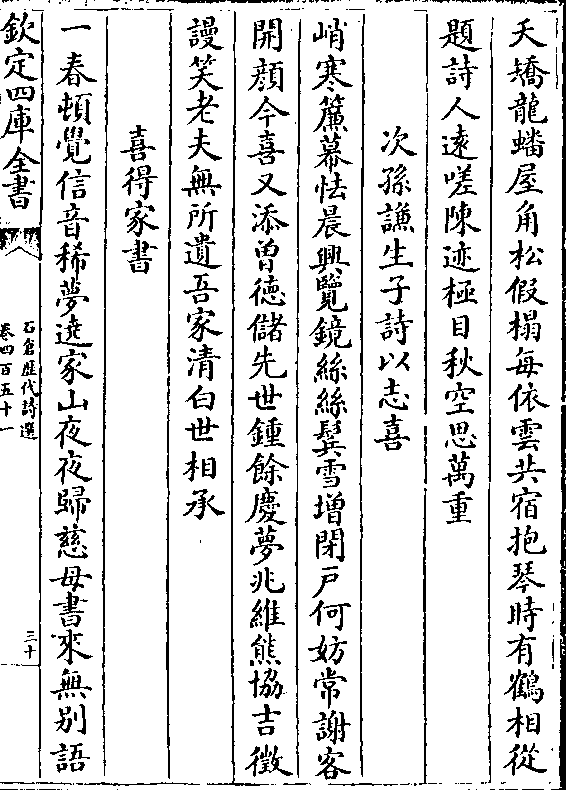 夭矯龍蟠屋角松假榻每依雲共宿抱琴時有鶴相從
題詩人遠嗟陳迹極目秋空思萬重
次孫謙生子詩以志喜
峭寒簾幕怯晨興覽鏡絲絲鬂雪增閉戸何妨常謝客
開顔今喜又添曽徳儲先世鍾餘慶夢兆維熊協吉徵
謾笑老夫無所遺吾家清白世相承
喜得家書
一春頓覺信音稀夢遶家山夜夜歸慈母書來無别語
欽定四庫全書
石倉歴代詩選
卷四百五十一
三十